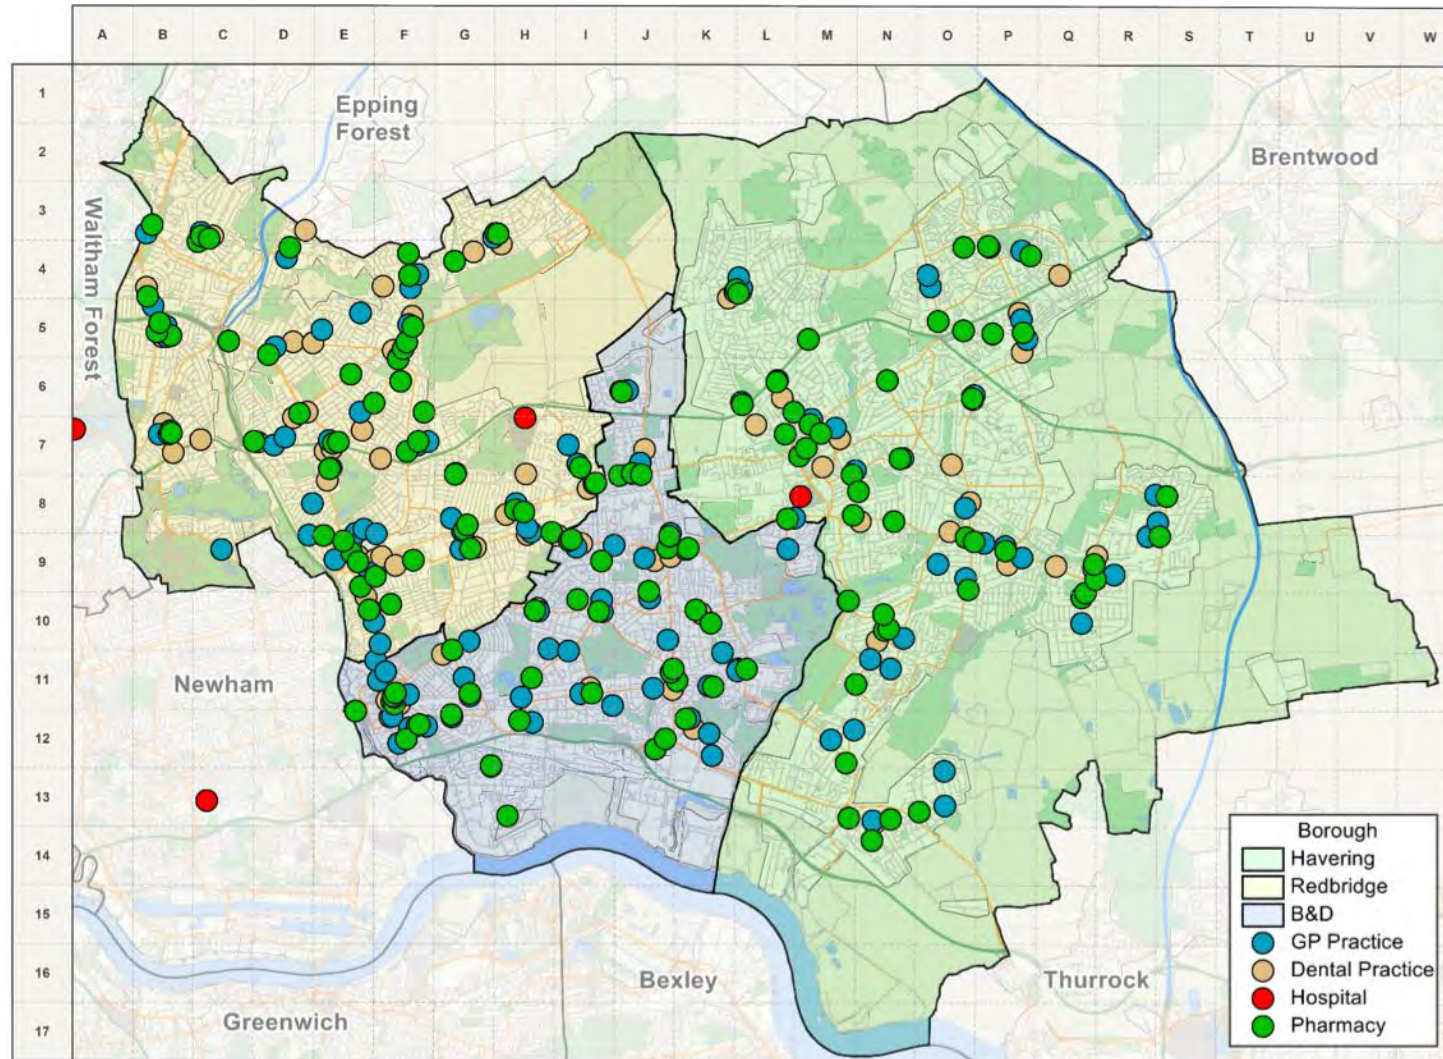 A B C D E F G H I J K L M N O P Q R S T U V W
1
2
3
4
5
6
7
8
9
10
11
12
13
14
15
16
17
Epping
Forest
Brentwood
Waltham Forest
Newham
Bexley
Thurrock
Greenwich
Borough
Havering
Redbridge
B&D
GP Practice
Dental Practice
Hospital
Pharmacy